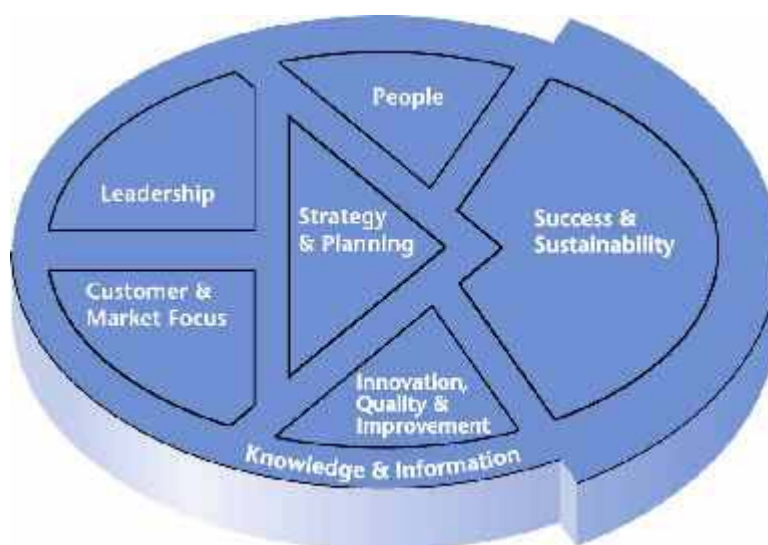 People
Leadership
Strategy
& Planning
Success &
Sustainability
Customer &
Market Focus
Innovation,
Quality &
Improvement
Knowledge & Information